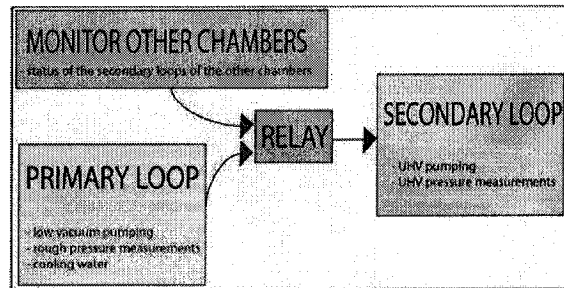 MONITOR OTHER CHAMBERS
- status of the secondary loops of the other chambers
RELAY
SECONDARY LOOP
- UHV pumping
- UHV pressure measurements
PRIMARY LOOP
- low vacuum pumping
- rough pressure measurements
- cooling water